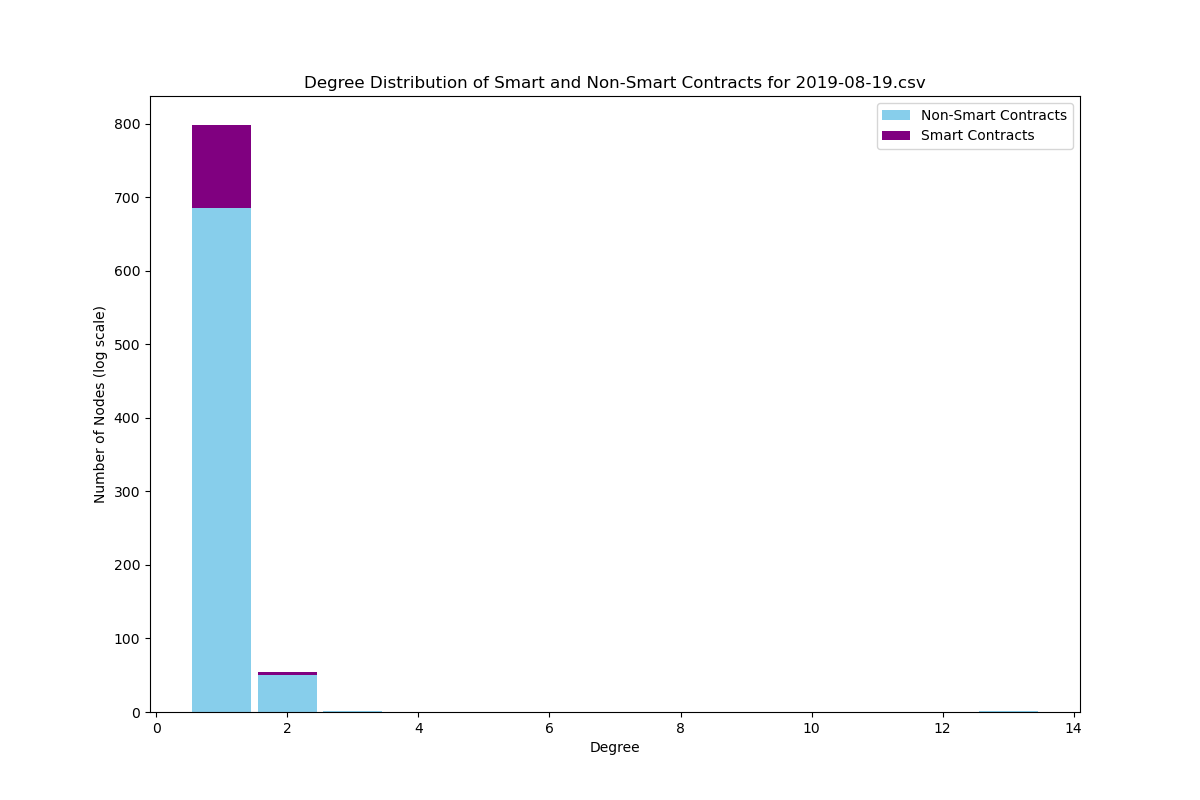 Degree Distribution of Smart and Non-Smart Contracts for 2019-08-19.csv
Non-Smart Contracts
Smart Contracts
Number of Nodes (log scale)
800
700
600
500
400
300
200
100
0
0 2 4 6 8 10 12 14
Degree